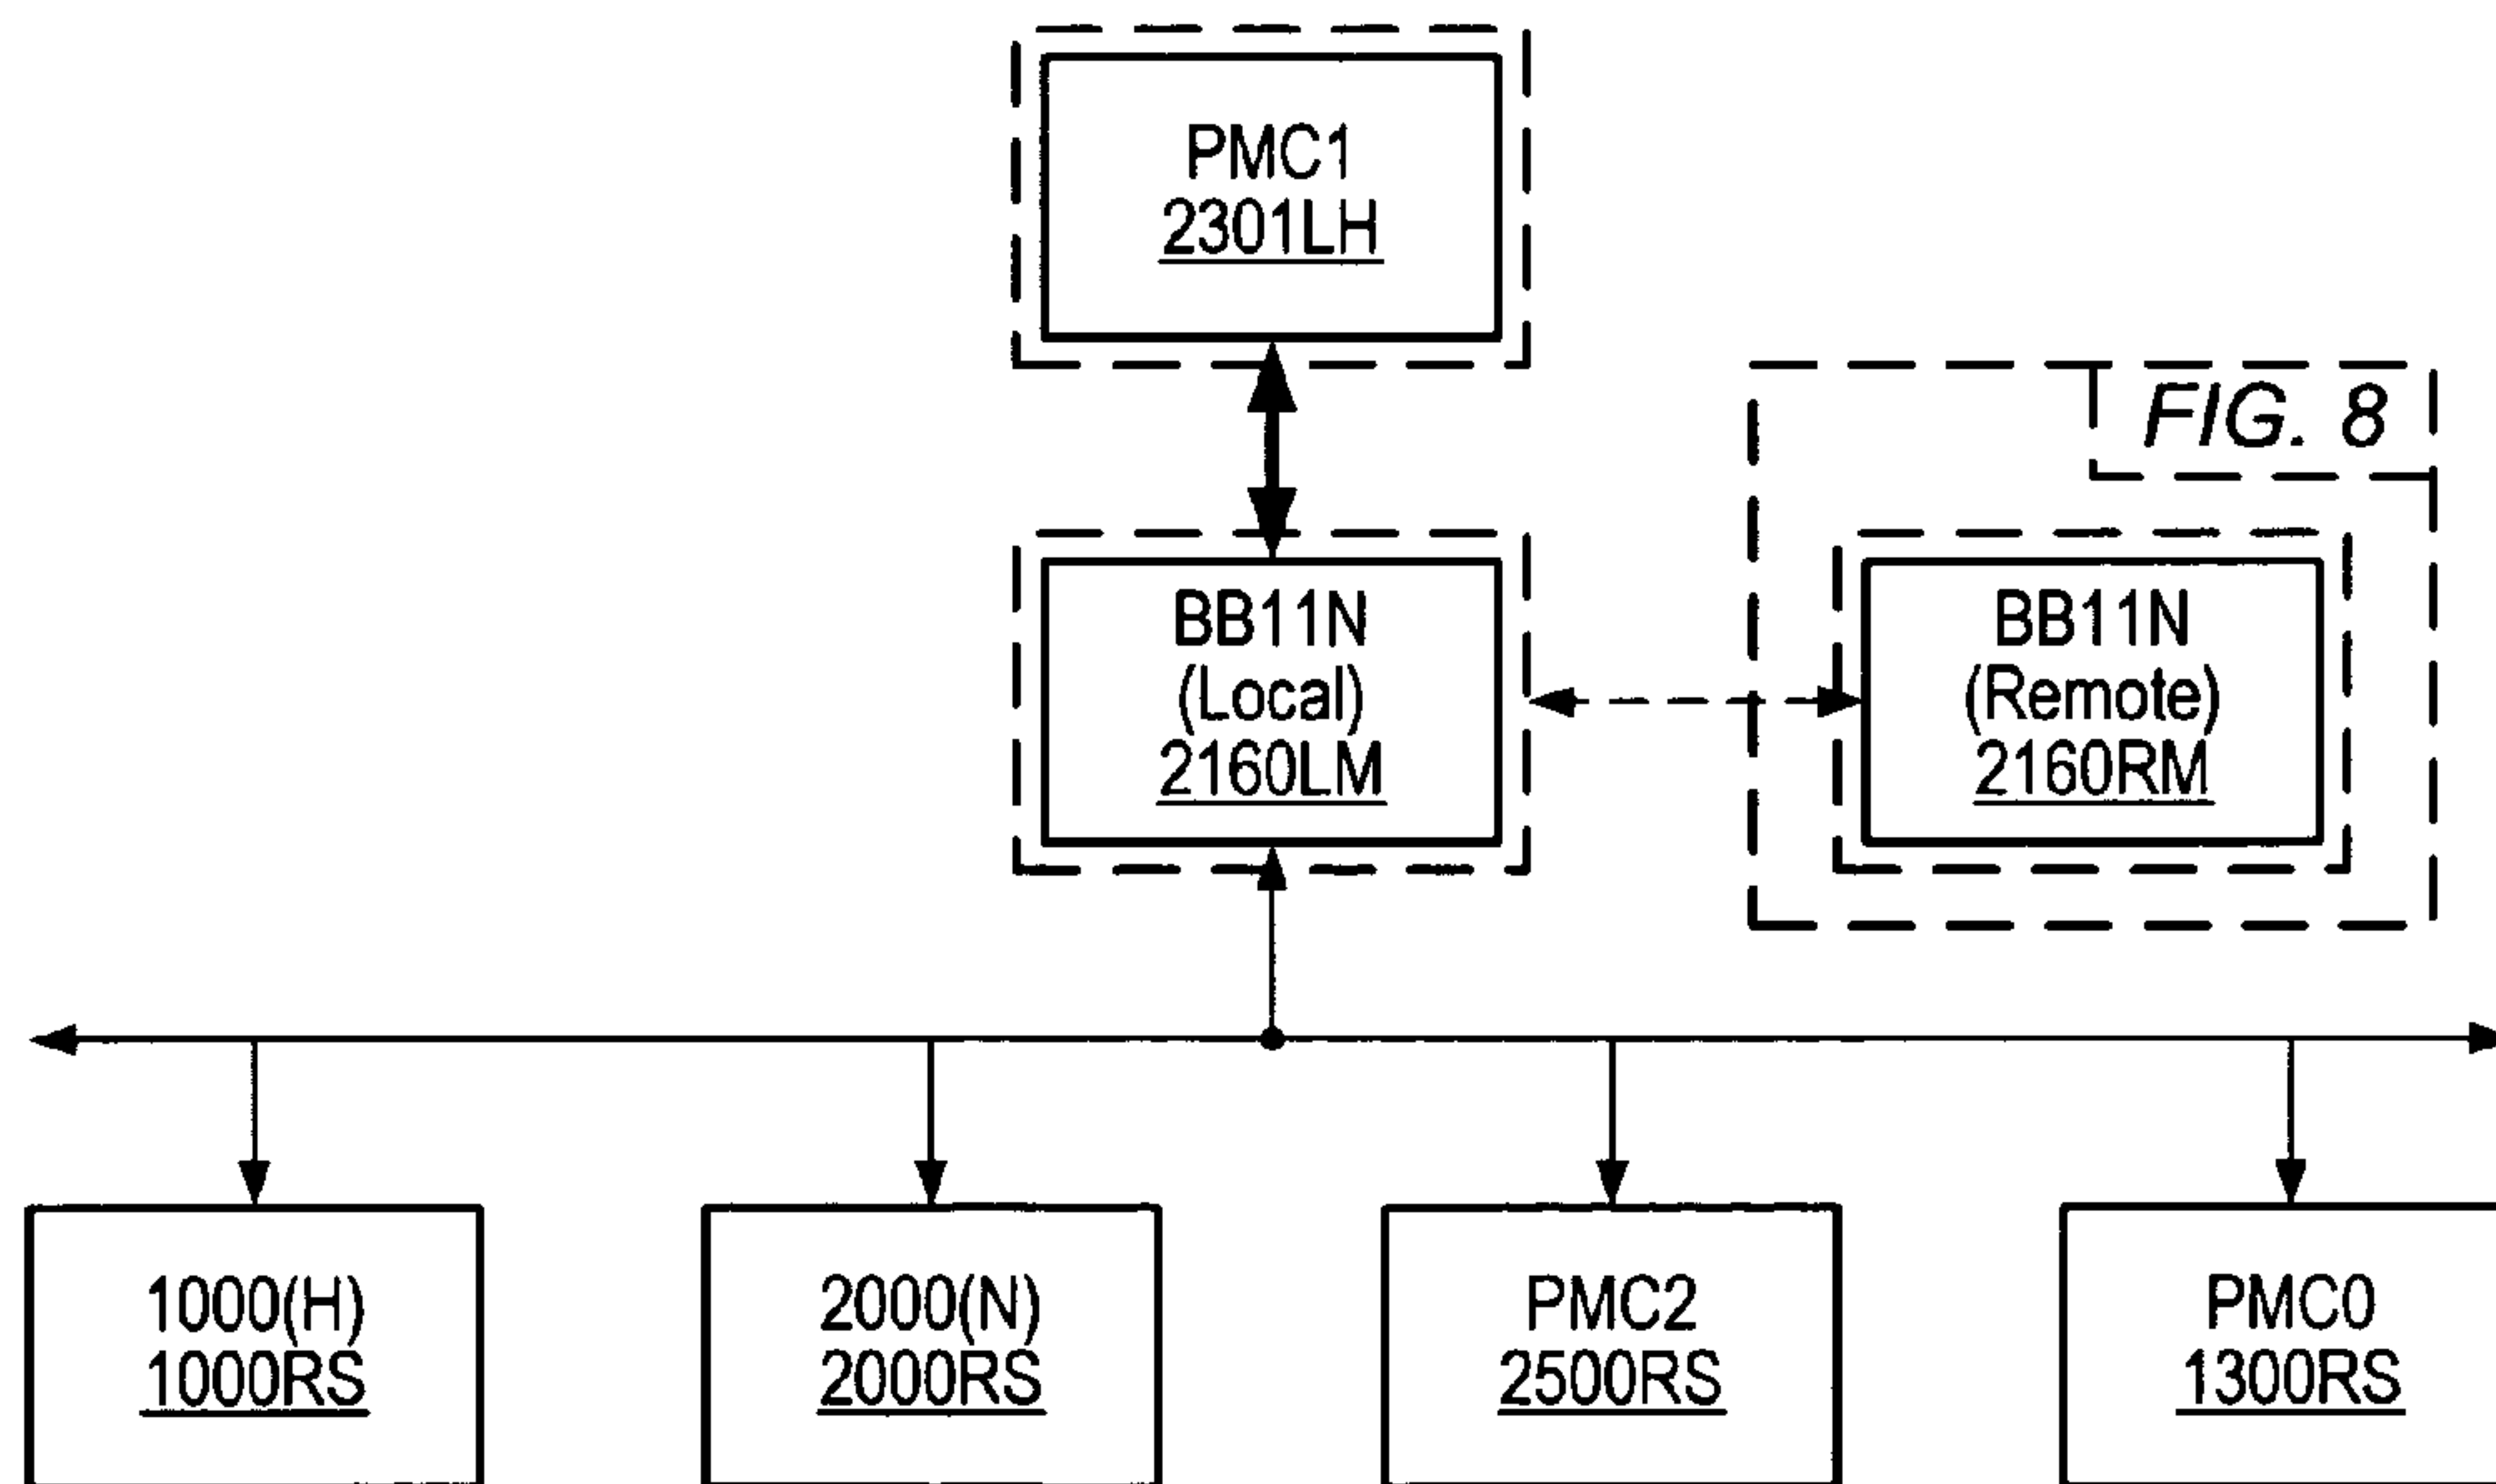 PMC1
2301LH
FIG. 8
BB11N
(Local)
2160LM
BB11N
(Remote)
2160RM
1000(H)
1000RS
2000(N)
2000RS
PMC2
2500RS
PMC0
1300RS